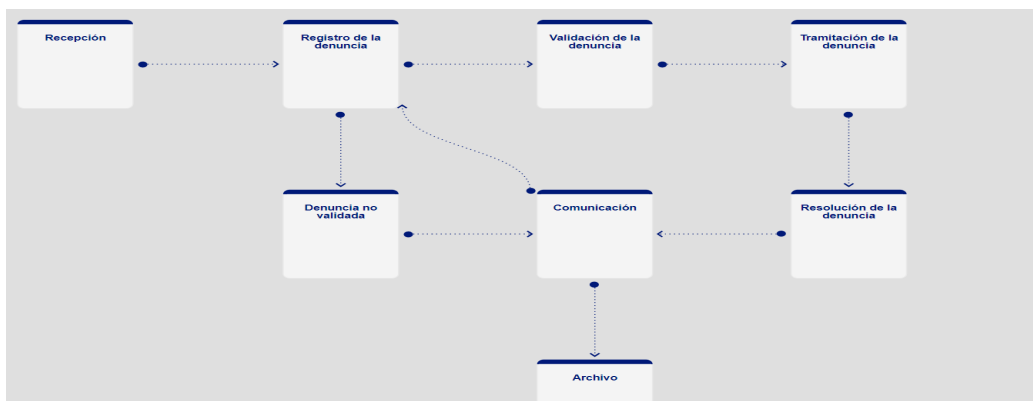 Recepción
Registro de la
denuncia
Validación de la
denuncia
Tramitación de la
denuncia
Denuncia no
validada
Comunicación
Resolución de la
denuncia
Archivo